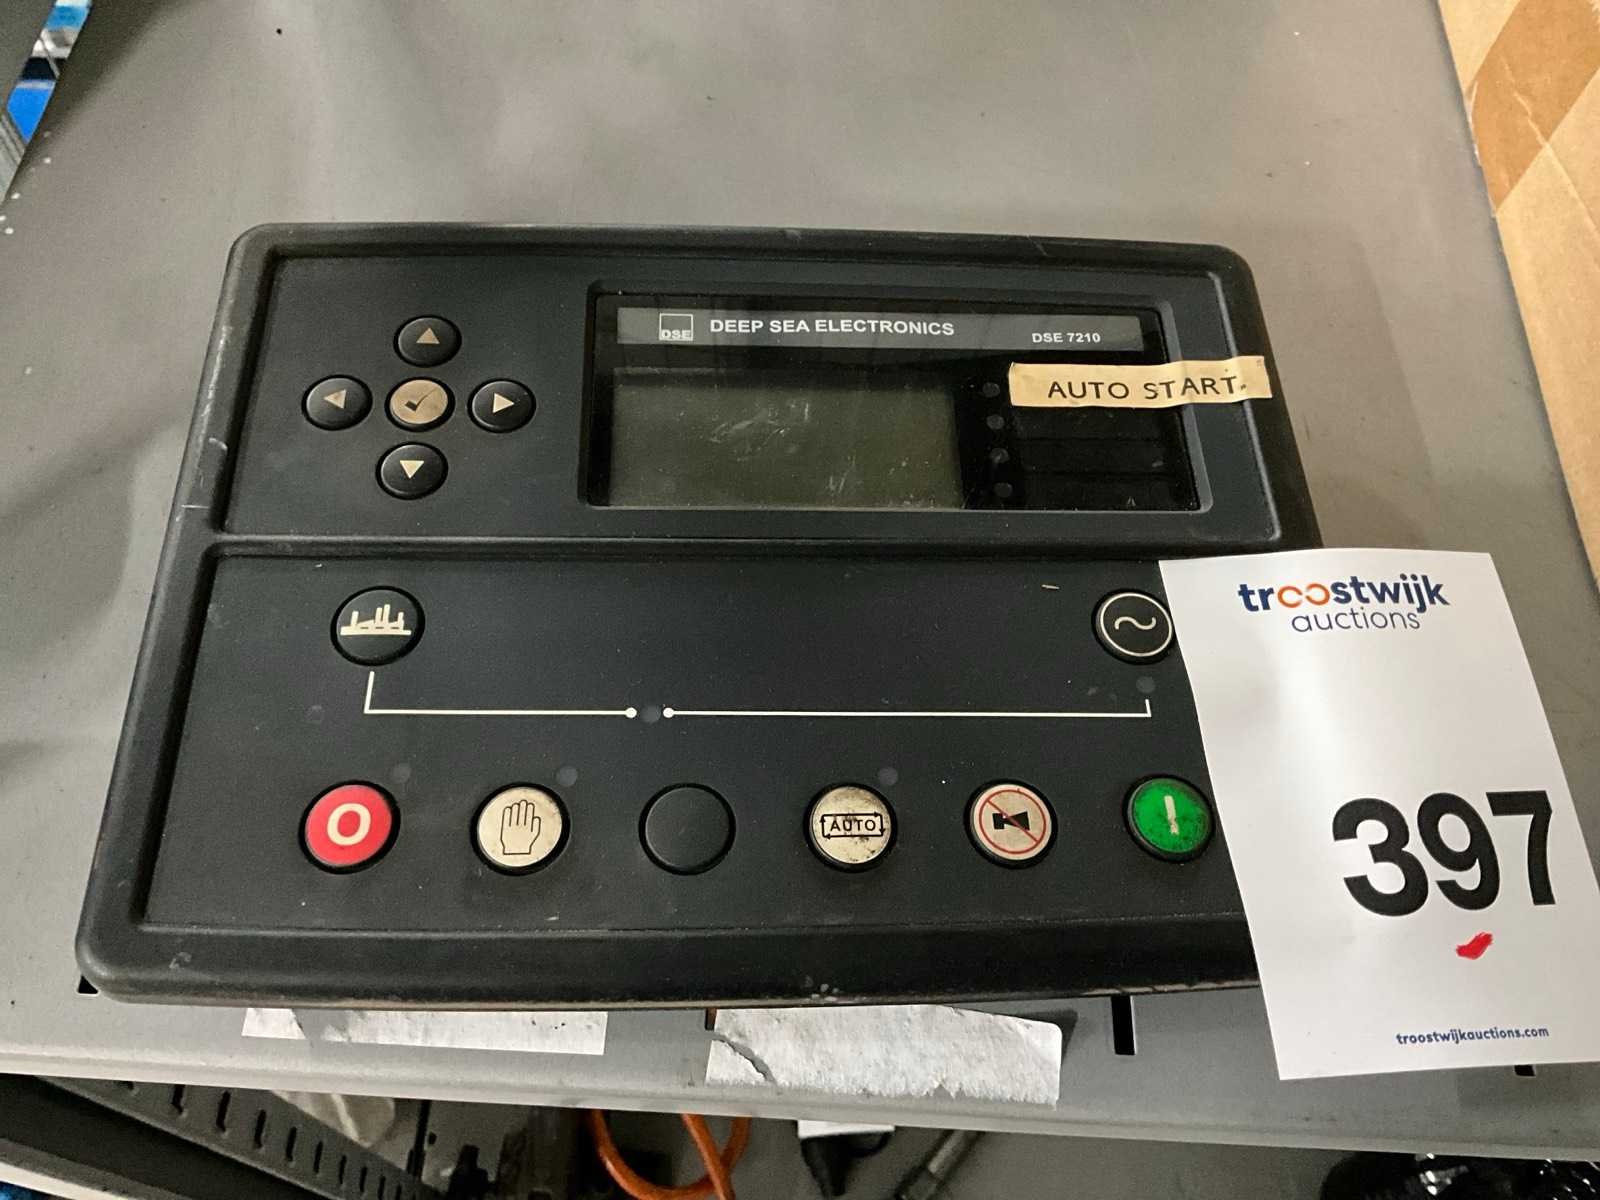 DSE DEEP SEA ELECTRONICS
DSE 7210
AUTO START
troostwijk
auctions
O
AUTO
397
troostwijkauctions.com